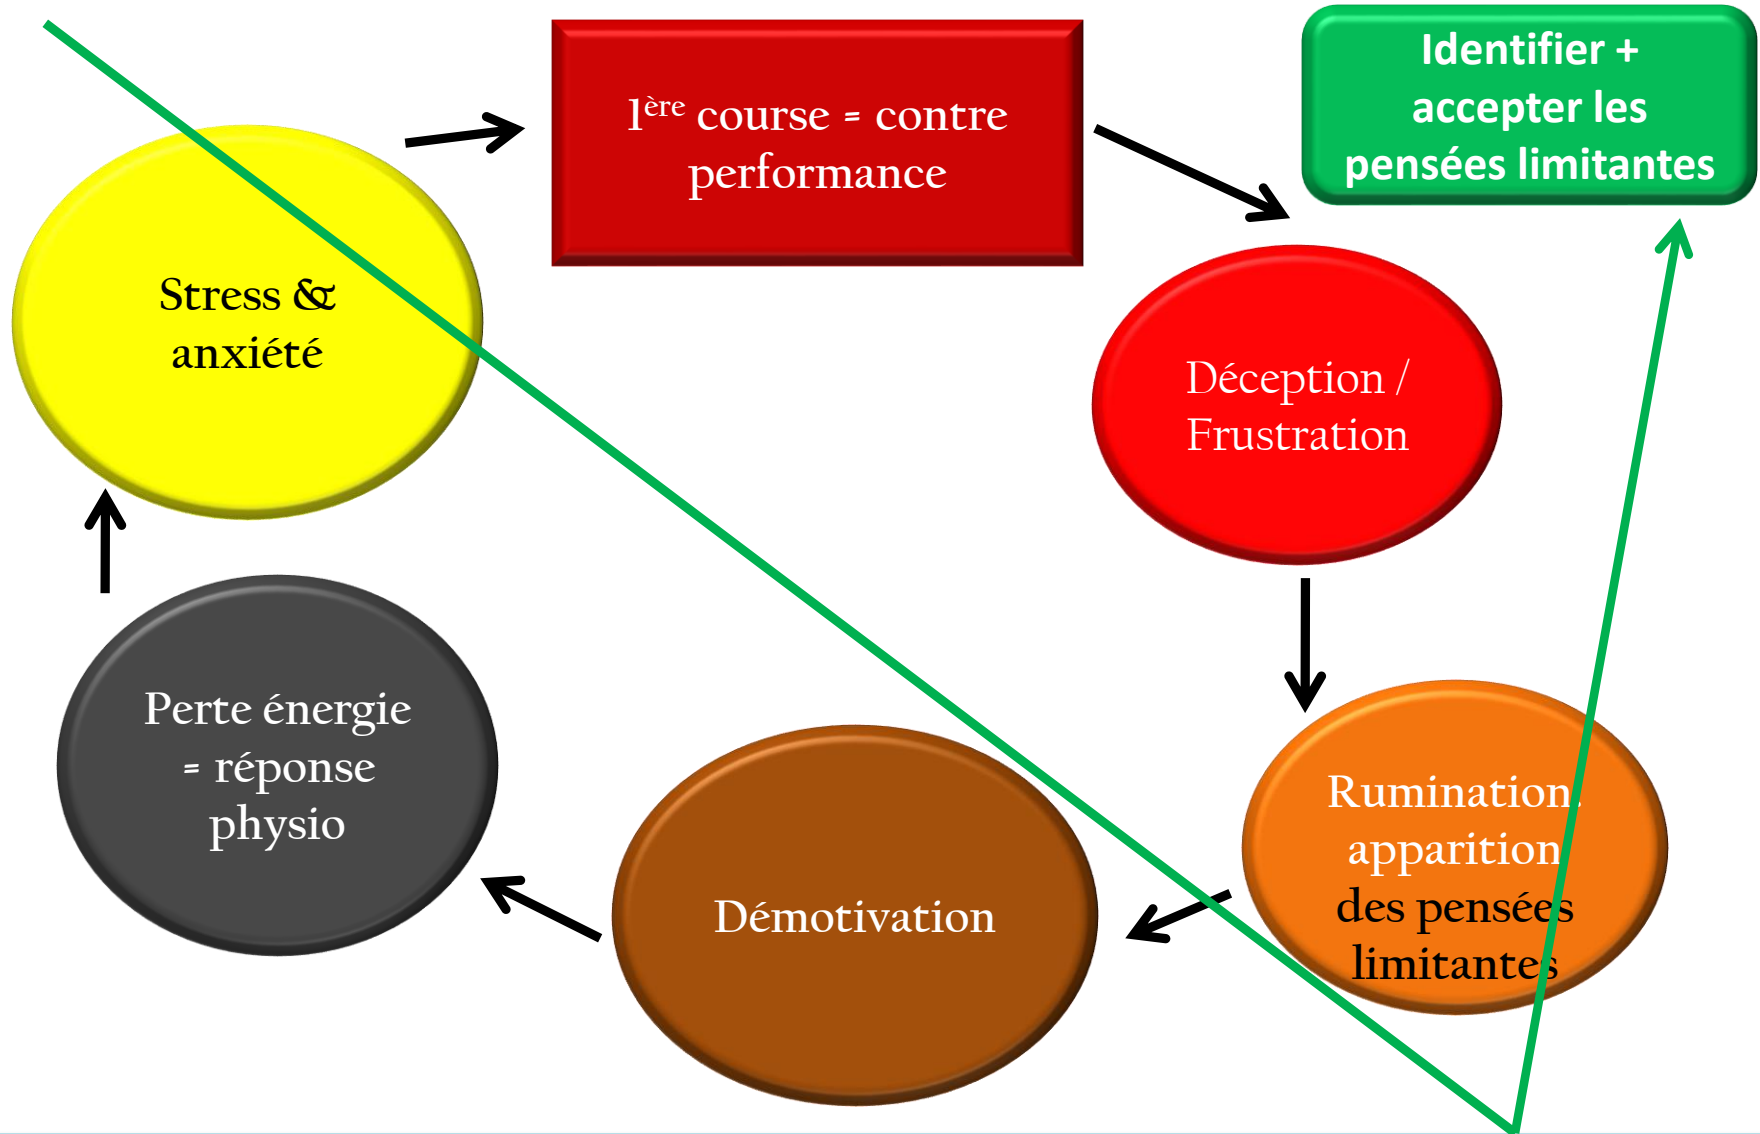 1ère course = contre
performance
Identifier +
accepter les
pensées limitantes
Stress &
anxiété
Déception /
Frustration
Perte énergie
= réponse
physio
Démotivation
Rumination:
apparition
des pensées
limitantes